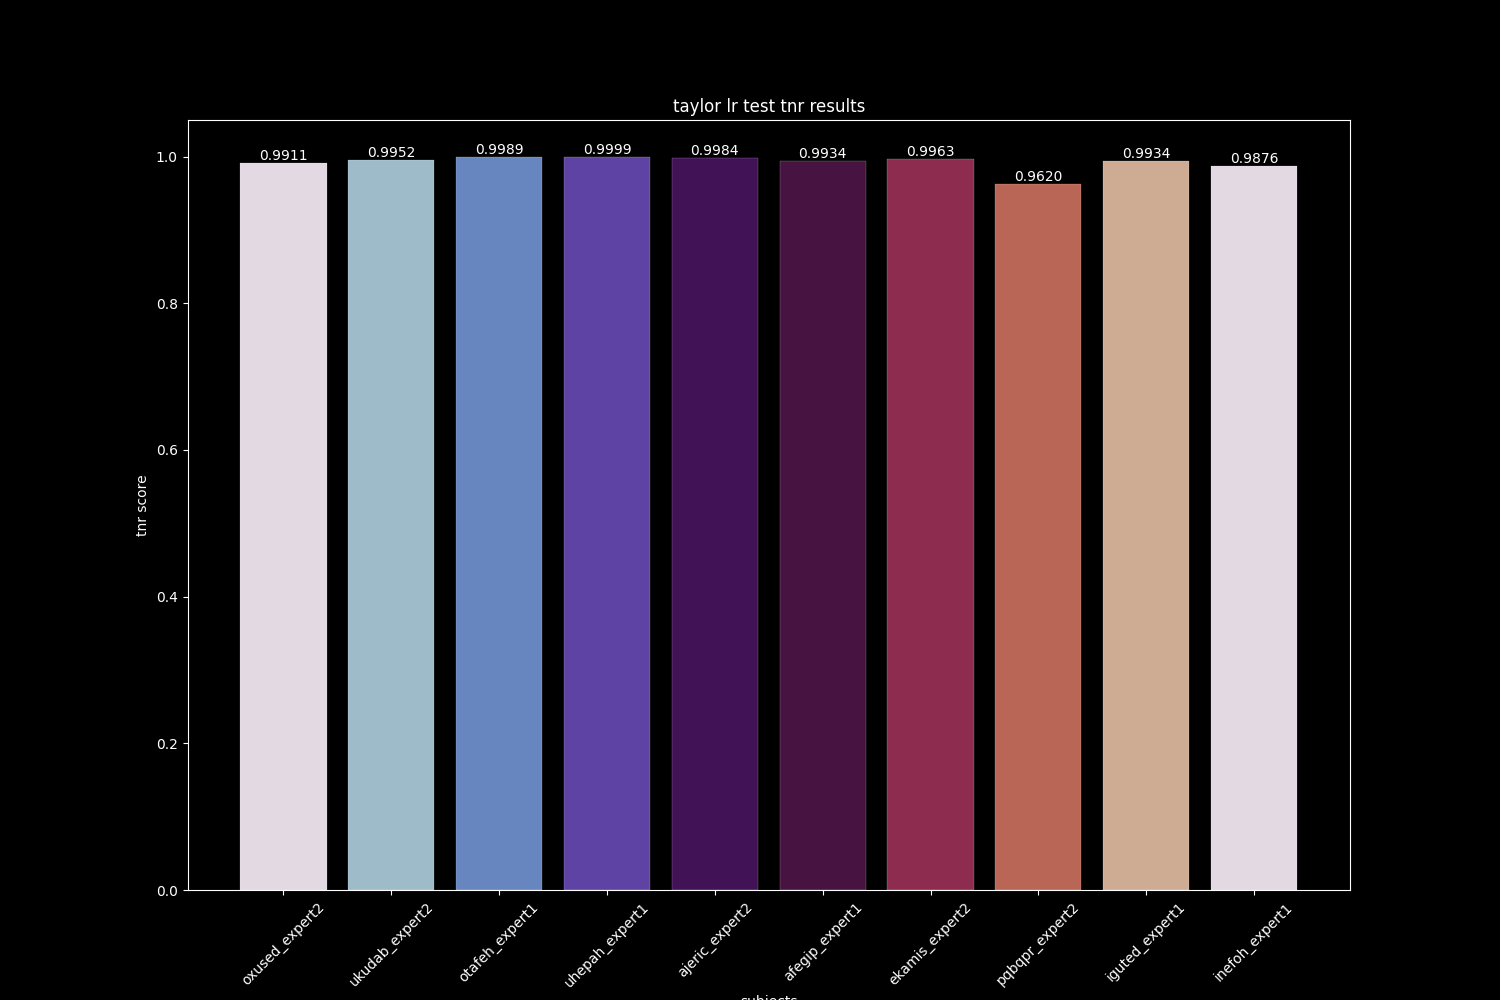 taylor lr test tnr results
0.9911 0.9952 0.9989 0.9999 0.9984 0.9934 0.9963 0.9620 0.9934 0.9876
1.0
0.8
0.6
0.4
0.2
0.0
tnr score
oxused_expert2 ukudab_expert2 otafeh_expert1 uhepah_expert1 ajeric_expert2 afegip_expert1 ekamis_expert2 pqbqpr_expert2 iguted_expert1 inefoh_expert1
subjects